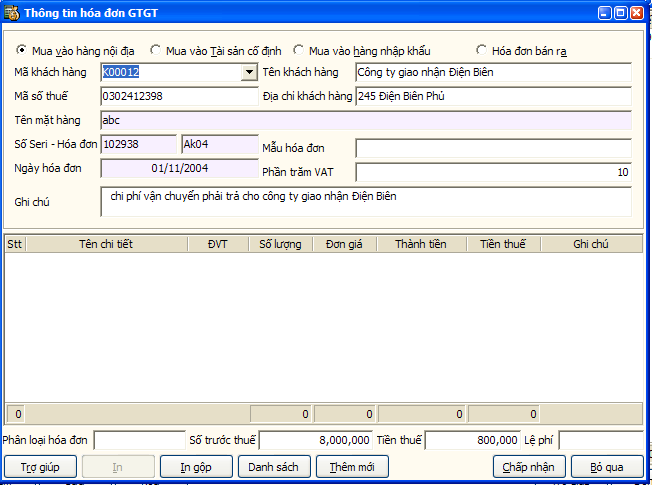 Thông tin hóa đơn GTGT
Mua vào hàng nội địa Mua vào Tài sản cố định Mua vào hàng nhập khẩu Hóa đơn bán ra
Mã khách hàng K00012 Tên khách hàng Công ty giao nhận Điện Biên
Mã số thuế 0302412398 Địa chỉ khách hàng 245 Điện Biên Phủ
Tên mặt hàng abc
Số Seri - Hóa đơn 102938 Ak04 Mẫu hóa đơn
Ngày hóa đơn 01/11/2004 Phần trăm VAT 10
Ghi chú chi phí vận chuyển phải trả cho công ty giao nhận Điện Biên
Stt Tên chi tiết ĐVT Số lượng Đơn giá Thành tiền Tiền thuế Ghi chú
0 0 0 0 0
Phân loại hóa đơn Số trước thuế 8,000,000 Tiền thuế 800,000 Lệ phí
Trợ giúp In In gộp Danh sách Thêm mới Chấp nhận Bỏ qua